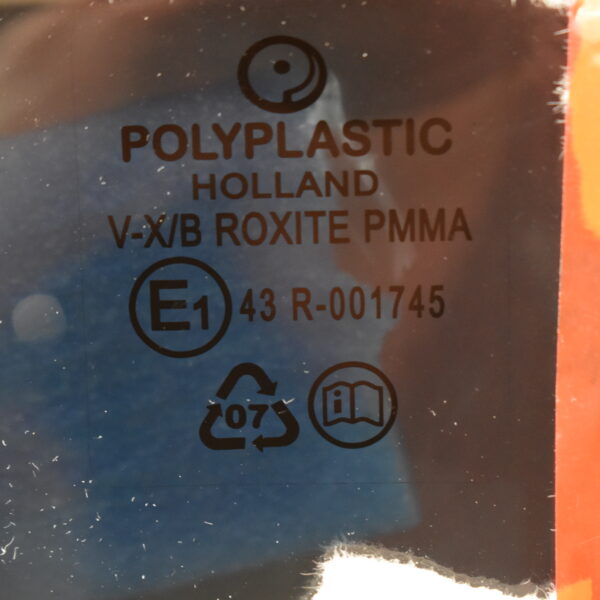 POLYPLASTIC
HOLLAND
V-X/B ROXITE PMMA
E1 43 R-001745
07 i